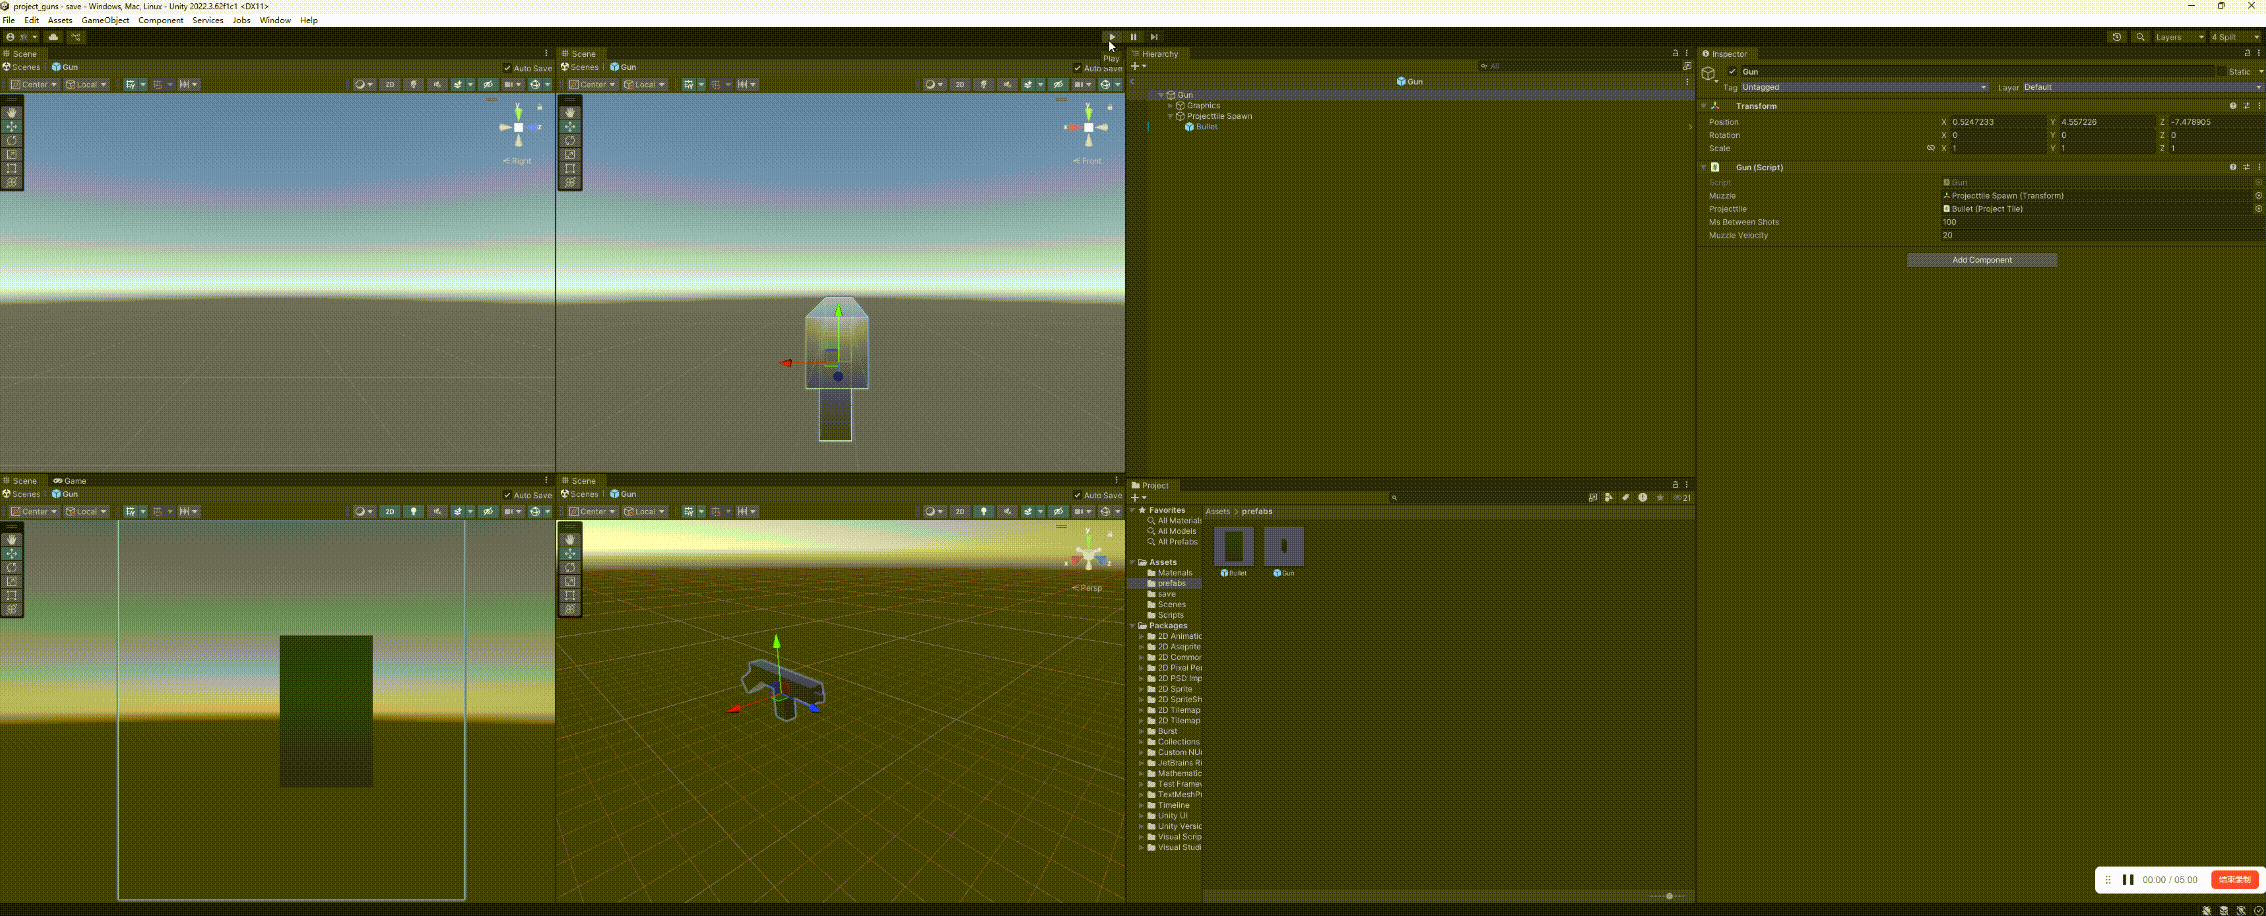 project_guns - save - Windows, Mac, Linux - Unity 2022.3.62f1c1 <DX11>
File Edit Assets GameObject Component Services Jobs Window Help
Layers 4 Split
Play
Scene
Scenes Gun Auto Save
Center Local 2D
Right
Scene
Scenes Gun Auto Save
Center Local 2D
Front
Scene Game
Scenes Gun Auto Save
Center Local 2D
Scene
Scenes Gun Auto Save
Center Local 2D
Persp
Hierarchy
All
Gun
Gun
Graphics
Projecttile Spawn
Bullet
Project
21
Favorites
All Materials
All Models
All Prefabs
Assets
Materials
prefabs
save
Scenes
Scripts
Packages
2D Animatic
2D Aseprite
2D Common
2D Pixel Per
2D PSD Imp
2D Sprite
2D SpriteSh
2D Tilemap
2D Tilemap
Burst
Collections
Custom NUr
JetBrains Ri
Mathematic
Test Framew
TextMeshPr
Timeline
Unity UI
Unity Versio
Visual Scrip
Visual Studi
Assets > prefabs
Bullet Gun
Inspector
Gun Static
Tag Untagged Layer Default
Transform
Position X 0.5247233 Y 4.557226 Z -7.478905
Rotation X 0 Y 0 Z 0
Scale X 1 Y 1 Z 1
Gun (Script)
Script Gun
Muzzle Projecttile Spawn (Transform)
Projecttile Bullet (Project Tile)
Ms Between Shots 100
Muzzle Velocity 20
Add Component
00:00 / 05:00 结束录制